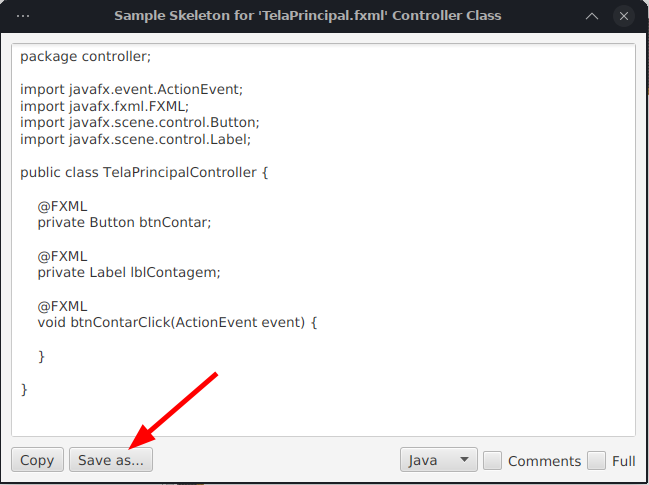 Sample Skeleton for 'TelaPrincipal.fxml' Controller Class
package controller;
import javafx.event.ActionEvent;
import javafx.fxml.FXML;
import javafx.scene.control.Button;
import javafx.scene.control.Label;
public class TelaPrincipalController {
@FXML
private Button btnContar;
@FXML
private Label lblContagem;
@FXML
void btnContarClick(ActionEvent event) {
}
}
Copy Save as... Java Comments Full